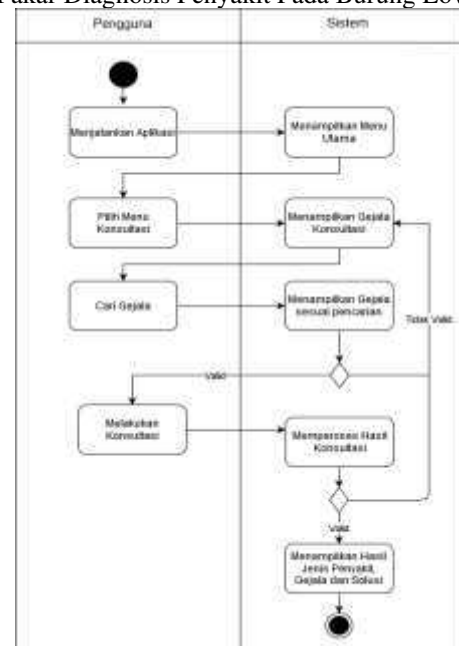 Pakar Diagnosis Penyakit Pada Burung Lov
Pengguna
Sistem
Menjalankan Aplikasi
Menampilkan Menu
Utama
Pilih Menu
Konsultasi
Menampilkan Gejala
Konsultasi
Cari Gejala
Menampilkan Gejala
sesuai pencarian
Tidak Valid
Valid
Melakukan
Konsultasi
Memperoses Hasil
Konsultasi
Valid
Menampilkan Hasil
Jenis Penyakit,
Gejala dan Solusi